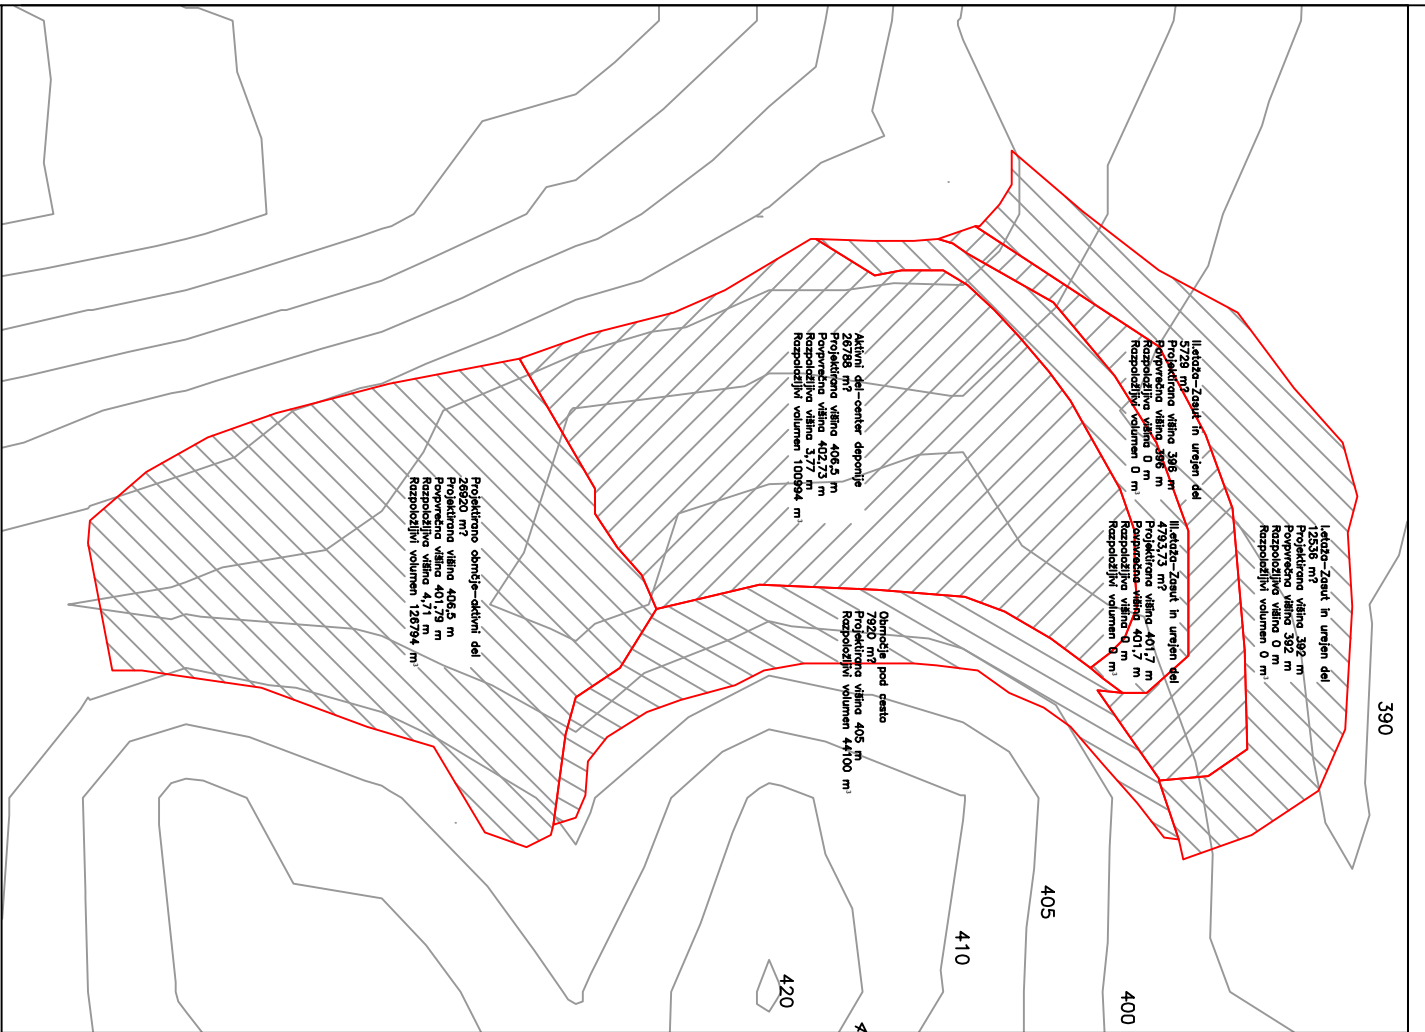 I.etaža-Zasut in urejen del
12536 m?
Projektirana višina 392 m
Povprečna višina 392 m
Razpoložljiva višina 0 m
Razpoložljivi volumen 0 m³
II.etaža-Zasut in urejen del
5729 m?
Projektirana višina 396 m
Povprečna višina 396 m
Razpoložljiva višina 0 m
Razpoložljivi volumen 0 m³
III.etaža-Zasut in urejen del
4793,73 m?
Projektirana višina 401,7 m
Povprečna višina 401,7 m
Razpoložljiva višina 0 m
Razpoložljivi volumen 0 m³
Aktivni del-center deponije
26788 m?
Projektirana višina 406,5 m
Povprečna višina 402,73 m
Razpoložljiva višina 3,77 m
Razpoložljivi volumen 100994 m³
Območje pod cesto
7920 m?
Projektirana višina 405 m
Razpoložljivi volumen 44100 m³
Projektirano območje-aktivni del
26920 m?
Projektirana višina 406,5 m
Povprečna višina 401,79 m
Razpoložljiva višina 4,71 m
Razpoložljivi volumen 126794 m³
390
405
410
420
400